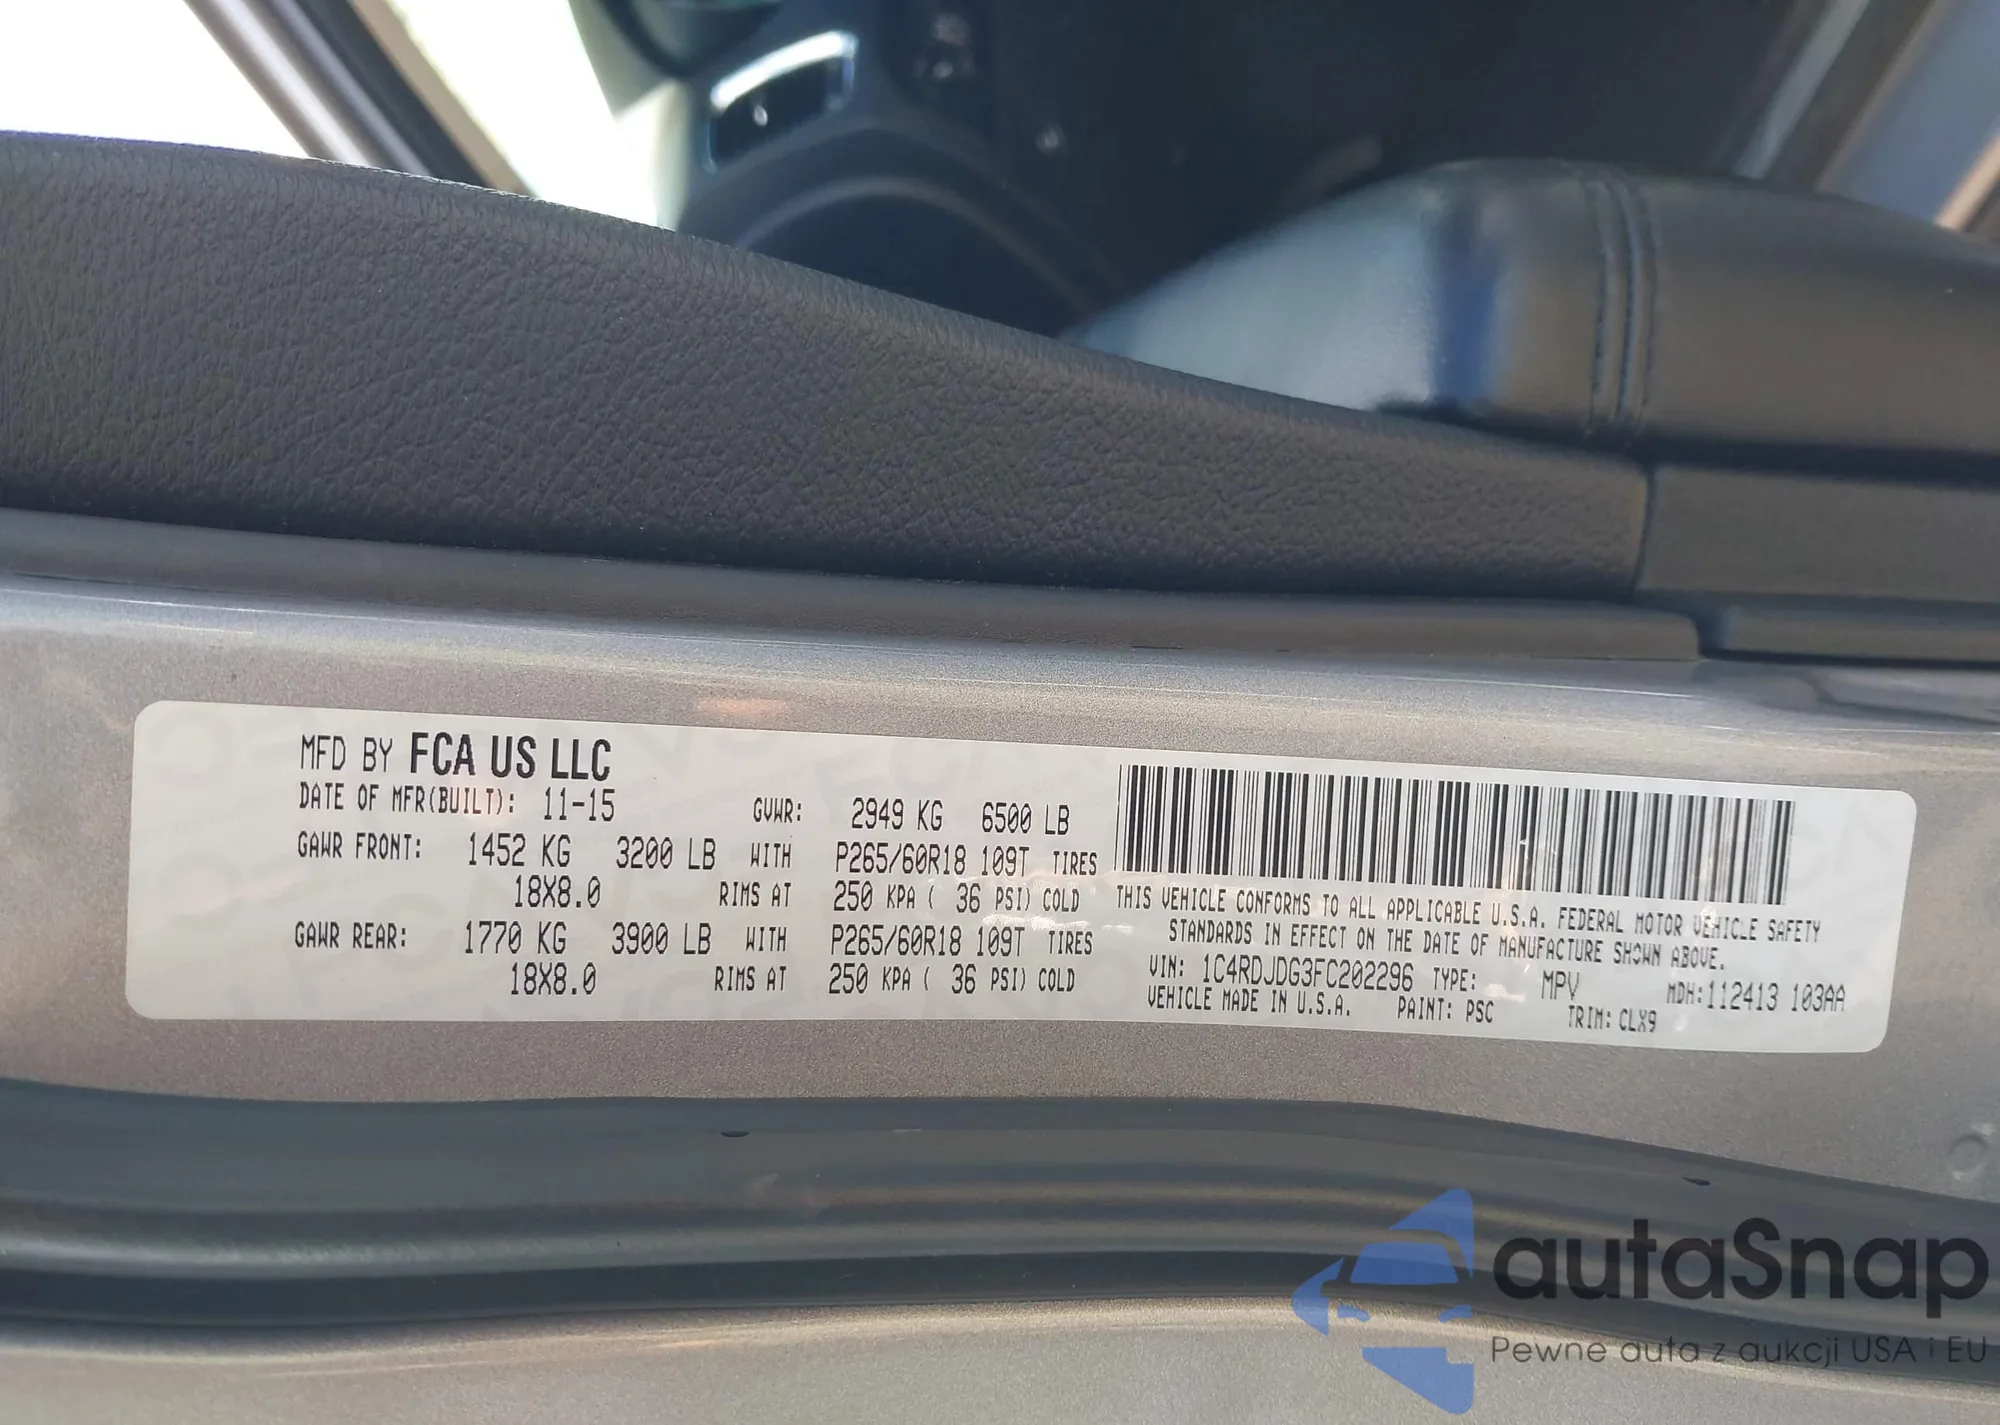 MFD BY FCA US LLC
DATE OF MFR(BUILT): 11-15 GVWR: 2949 KG 6500 LB
GAWR FRONT: 1452 KG 3200 LB WITH P265/60R18 109T TIRES
18X8.0 RIMS AT 250 KPA ( 36 PSI) COLD
GAWR REAR: 1770 KG 3900 LB WITH P265/60R18 109T TIRES
18X8.0 RIMS AT 250 KPA ( 36 PSI) COLD
THIS VEHICLE CONFORMS TO ALL APPLICABLE U.S.A. FEDERAL MOTOR VEHICLE SAFETY
STANDARDS IN EFFECT ON THE DATE OF MANUFACTURE SHOWN ABOVE.
VIN: 1C4RDJDG3FC202296 TYPE: MPV MDH:112413 103AA
VEHICLE MADE IN U.S.A. PAINT: PSC TRIM: CLX9
autaSnap
Pewne auta z aukcji USA i EU